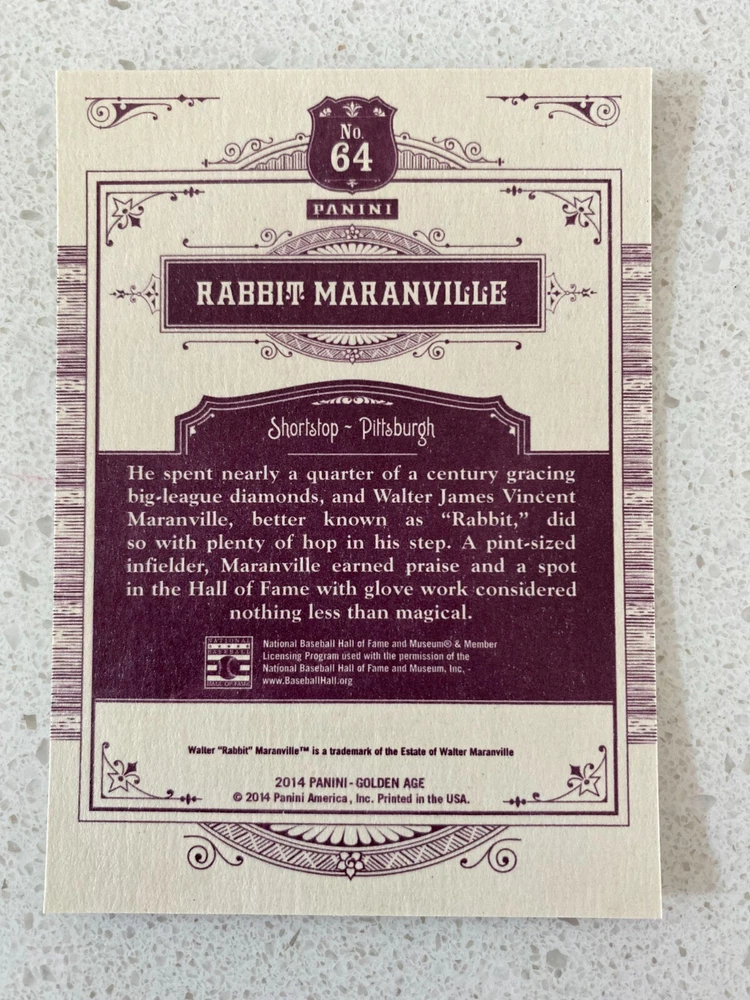 No.
64
PANINI
RABBIT MARANVILLE
Shortstop ~ Pittsburgh
He spent nearly a quarter of a century gracing
big-league diamonds, and Walter James Vincent
Maranville, better known as “Rabbit,” did
so with plenty of hop in his step. A pint-sized
infielder, Maranville earned praise and a spot
in the Hall of Fame with glove work considered
nothing less than magical.
NATIONAL
BASEBALL
HALL OF FAME
National Baseball Hall of Fame and Museum® & Member
Licensing Program used with the permission of the
National Baseball Hall of Fame and Museum, Inc. -
www.BaseballHall.org
Walter "Rabbit" Maranville™ is a trademark of the Estate of Walter Maranville
2014 PANINI - GOLDEN AGE
© 2014 Panini America, Inc. Printed in the USA.